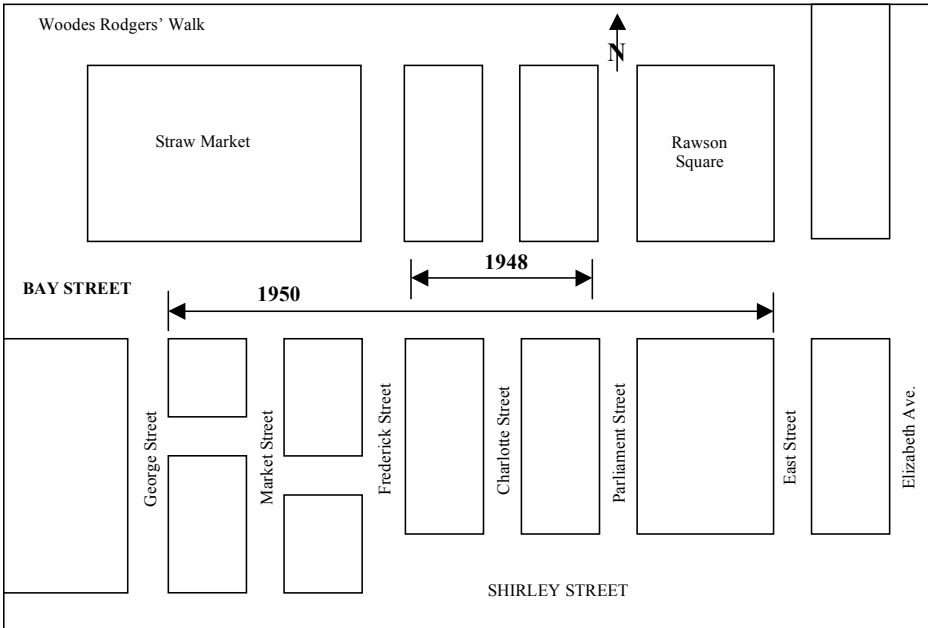 Woodes Rodgers’ Walk
N
Straw Market
Rawson
Square
1948
BAY STREET
1950
George Street
Market Street
Frederick Street
Charlotte Street
Parliament Street
East Street
Elizabeth Ave.
SHIRLEY STREET